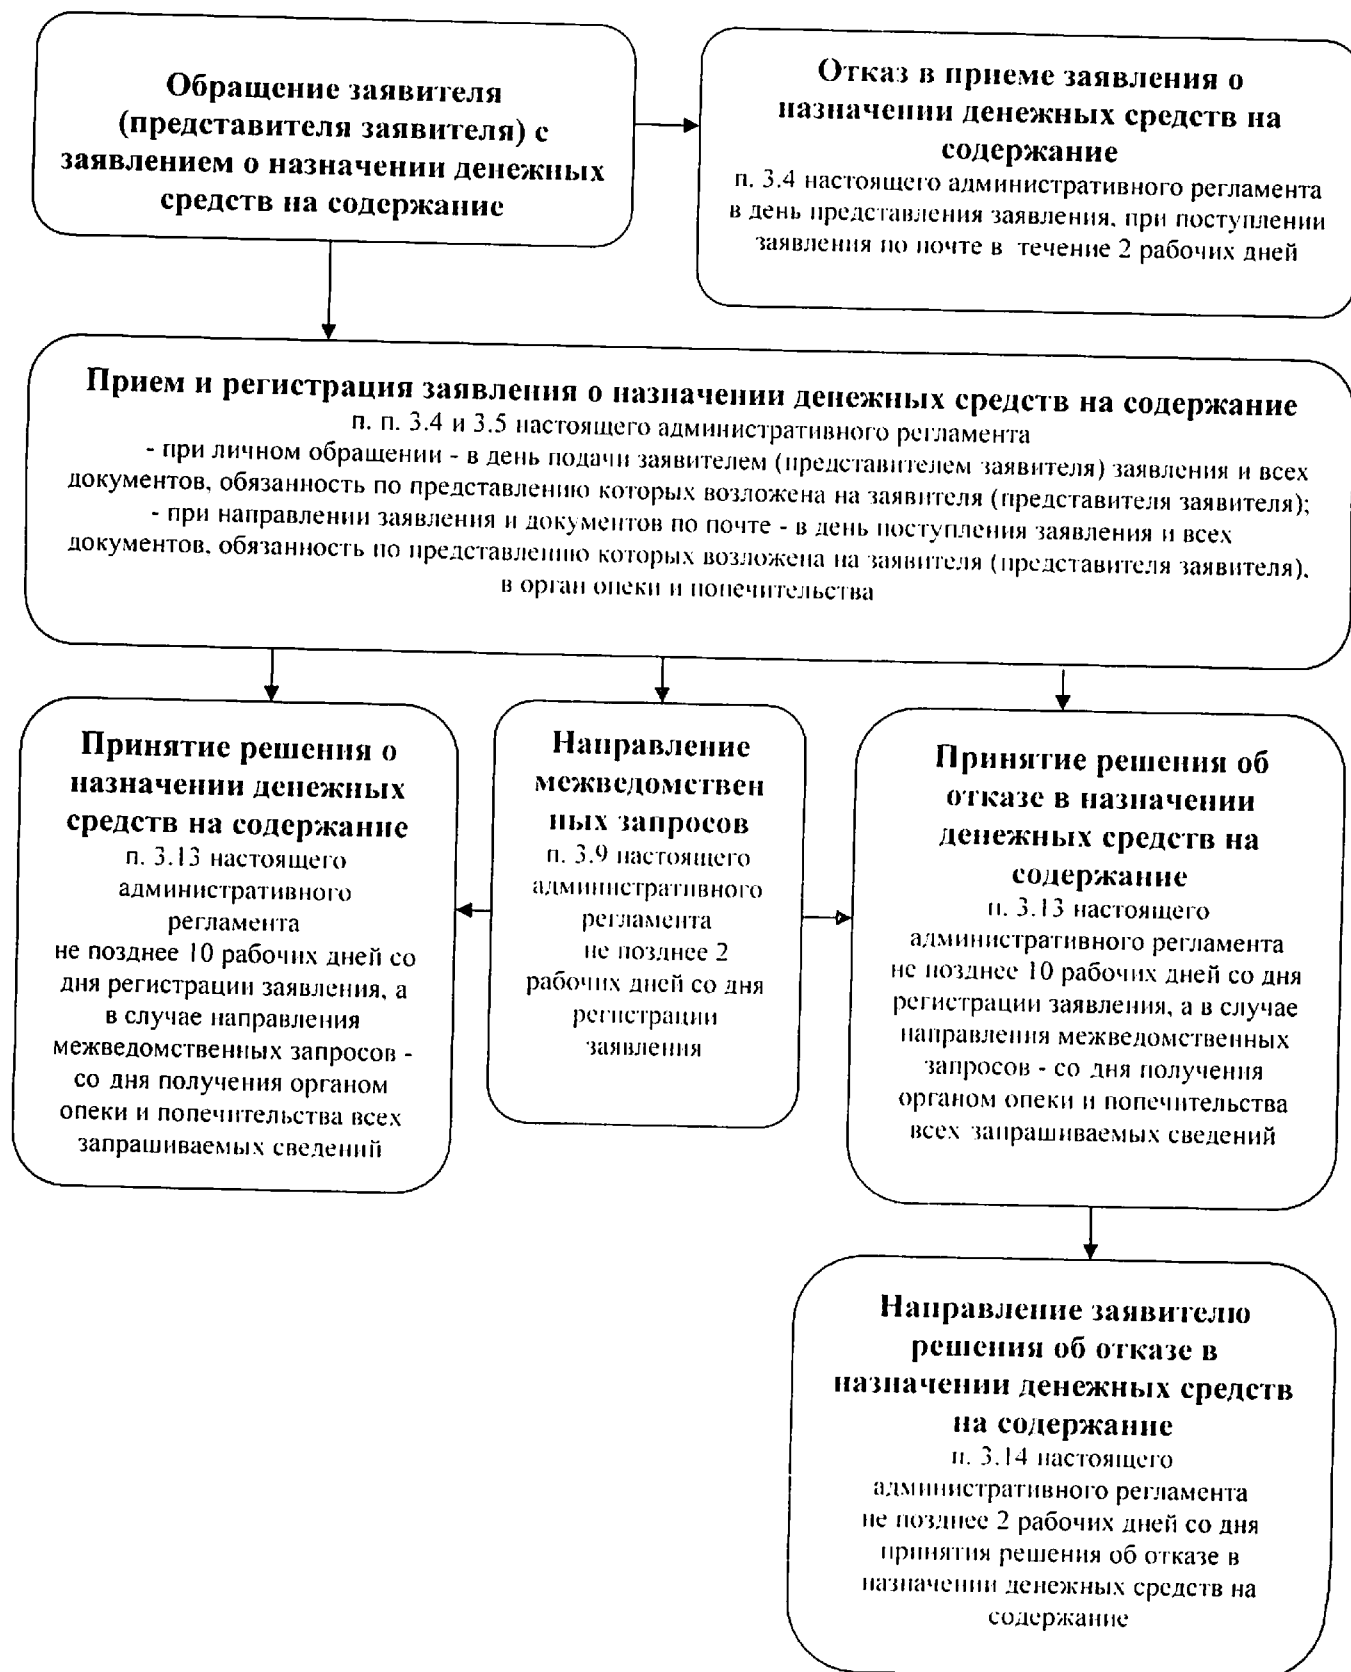 Обращение заявителя
(представителя заявителя) с
заявлением о назначении денежных
средств на содержание
Отказ в приеме заявления о
назначении денежных средств на
содержание
п. 3.4 настоящего административного регламента
в день представления заявления, при поступлении
заявления по почте в течение 2 рабочих дней
Прием и регистрация заявления о назначении денежных средств на содержание
п. п. 3.4 и 3.5 настоящего административного регламента
- при личном обращении - в день подачи заявителем (представителем заявителя) заявления и всех
документов, обязанность по представлению которых возложена на заявителя (представителя заявителя);
- при направлении заявления и документов по почте - в день поступления заявления и всех
документов, обязанность по представлению которых возложена на заявителя (представителя заявителя),
в орган опеки и попечительства
Принятие решения о
назначении денежных
средств на содержание
п. 3.13 настоящего
административного
регламента
не позднее 10 рабочих дней со
дня регистрации заявления, а
в случае направления
межведомственных запросов -
со дня получения органом
опеки и попечительства всех
запрашиваемых сведений
Направление
межведомствен
ных запросов
п. 3.9 настоящего
административного
регламента
не позднее 2
рабочих дней со дня
регистрации
заявления
Принятие решения об
отказе в назначении
денежных средств на
содержание
п. 3.13 настоящего
административного регламента
не позднее 10 рабочих дней со дня
регистрации заявления, а в случае
направления межведомственных
запросов - со дня получения
органом опеки и попечительства
всех запрашиваемых сведений
Направление заявителю
решения об отказе в
назначении денежных средств
на содержание
п. 3.14 настоящего
административного регламента
не позднее 2 рабочих дней со дня
принятия решения об отказе в
назначении денежных средств на
содержание